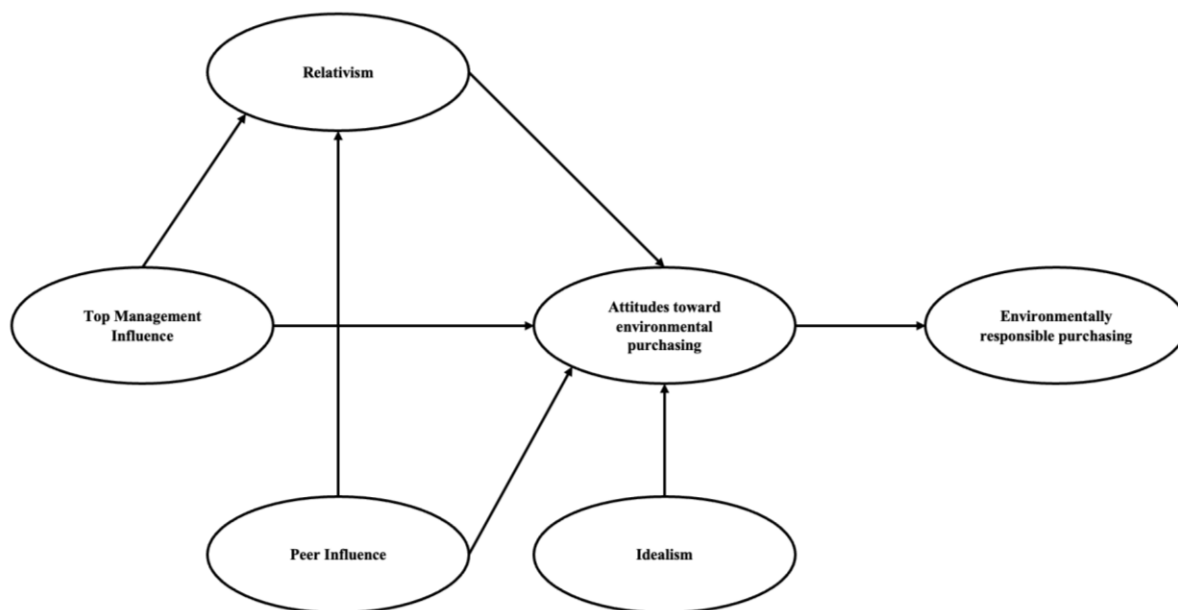 Relativism
Top Management
Influence
Attitudes toward
environmental
purchasing
Environmentally
responsible purchasing
Peer Influence
Idealism